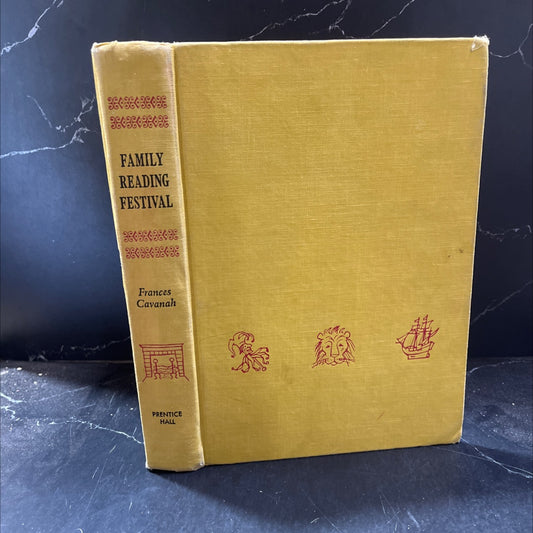 FAMILY
READING
FESTIVAL
Frances
Cavanah
PRENTICE
HALL